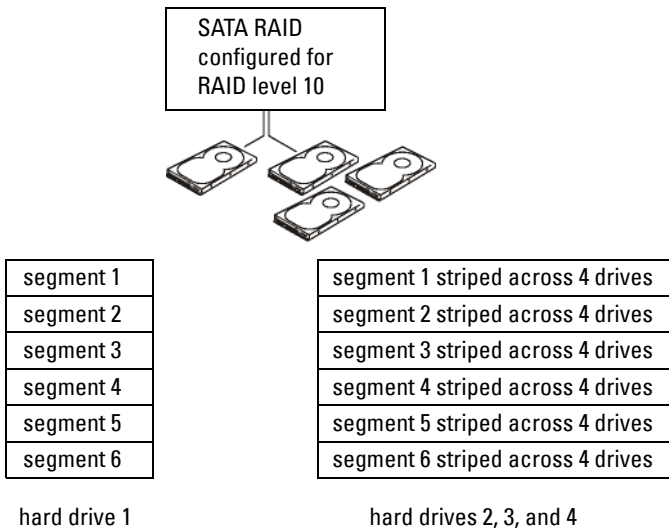 SATA RAID
configured for
RAID level 10
segment 1
segment 2
segment 3
segment 4
segment 5
segment 6
hard drive 1
segment 1 striped across 4 drives
segment 2 striped across 4 drives
segment 3 striped across 4 drives
segment 4 striped across 4 drives
segment 5 striped across 4 drives
segment 6 striped across 4 drives
hard drives 2, 3, and 4